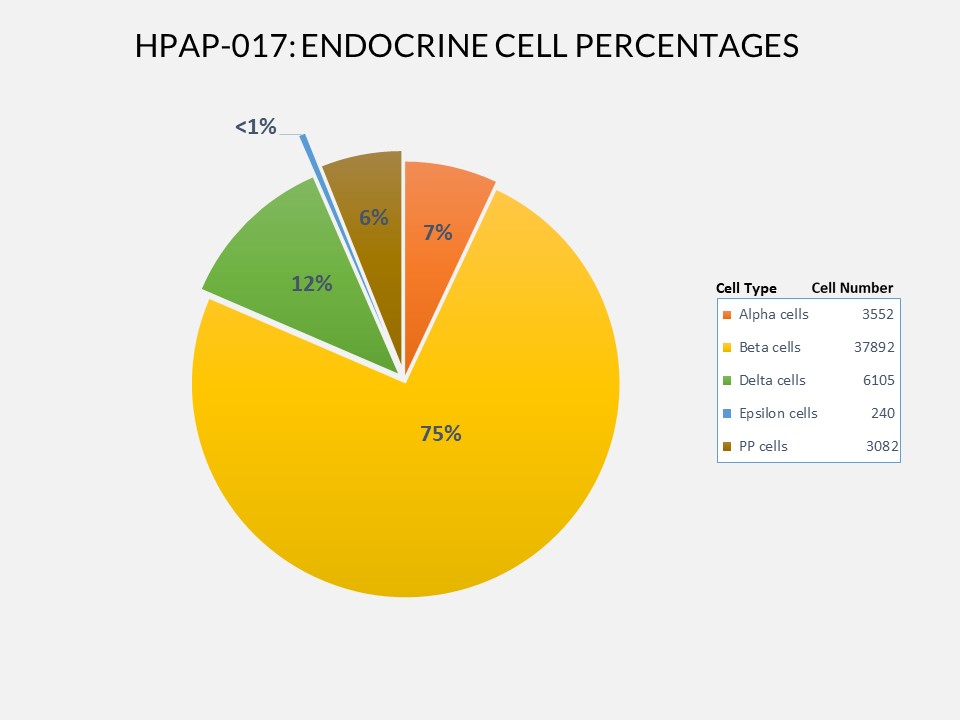 HPAP-017: ENDOCRINE CELL PERCENTAGES
<1%
6%
7%
12%
75%
Cell Type Cell Number
Alpha cells 3552
Beta cells 37892
Delta cells 6105
Epsilon cells 240
PP cells 3082